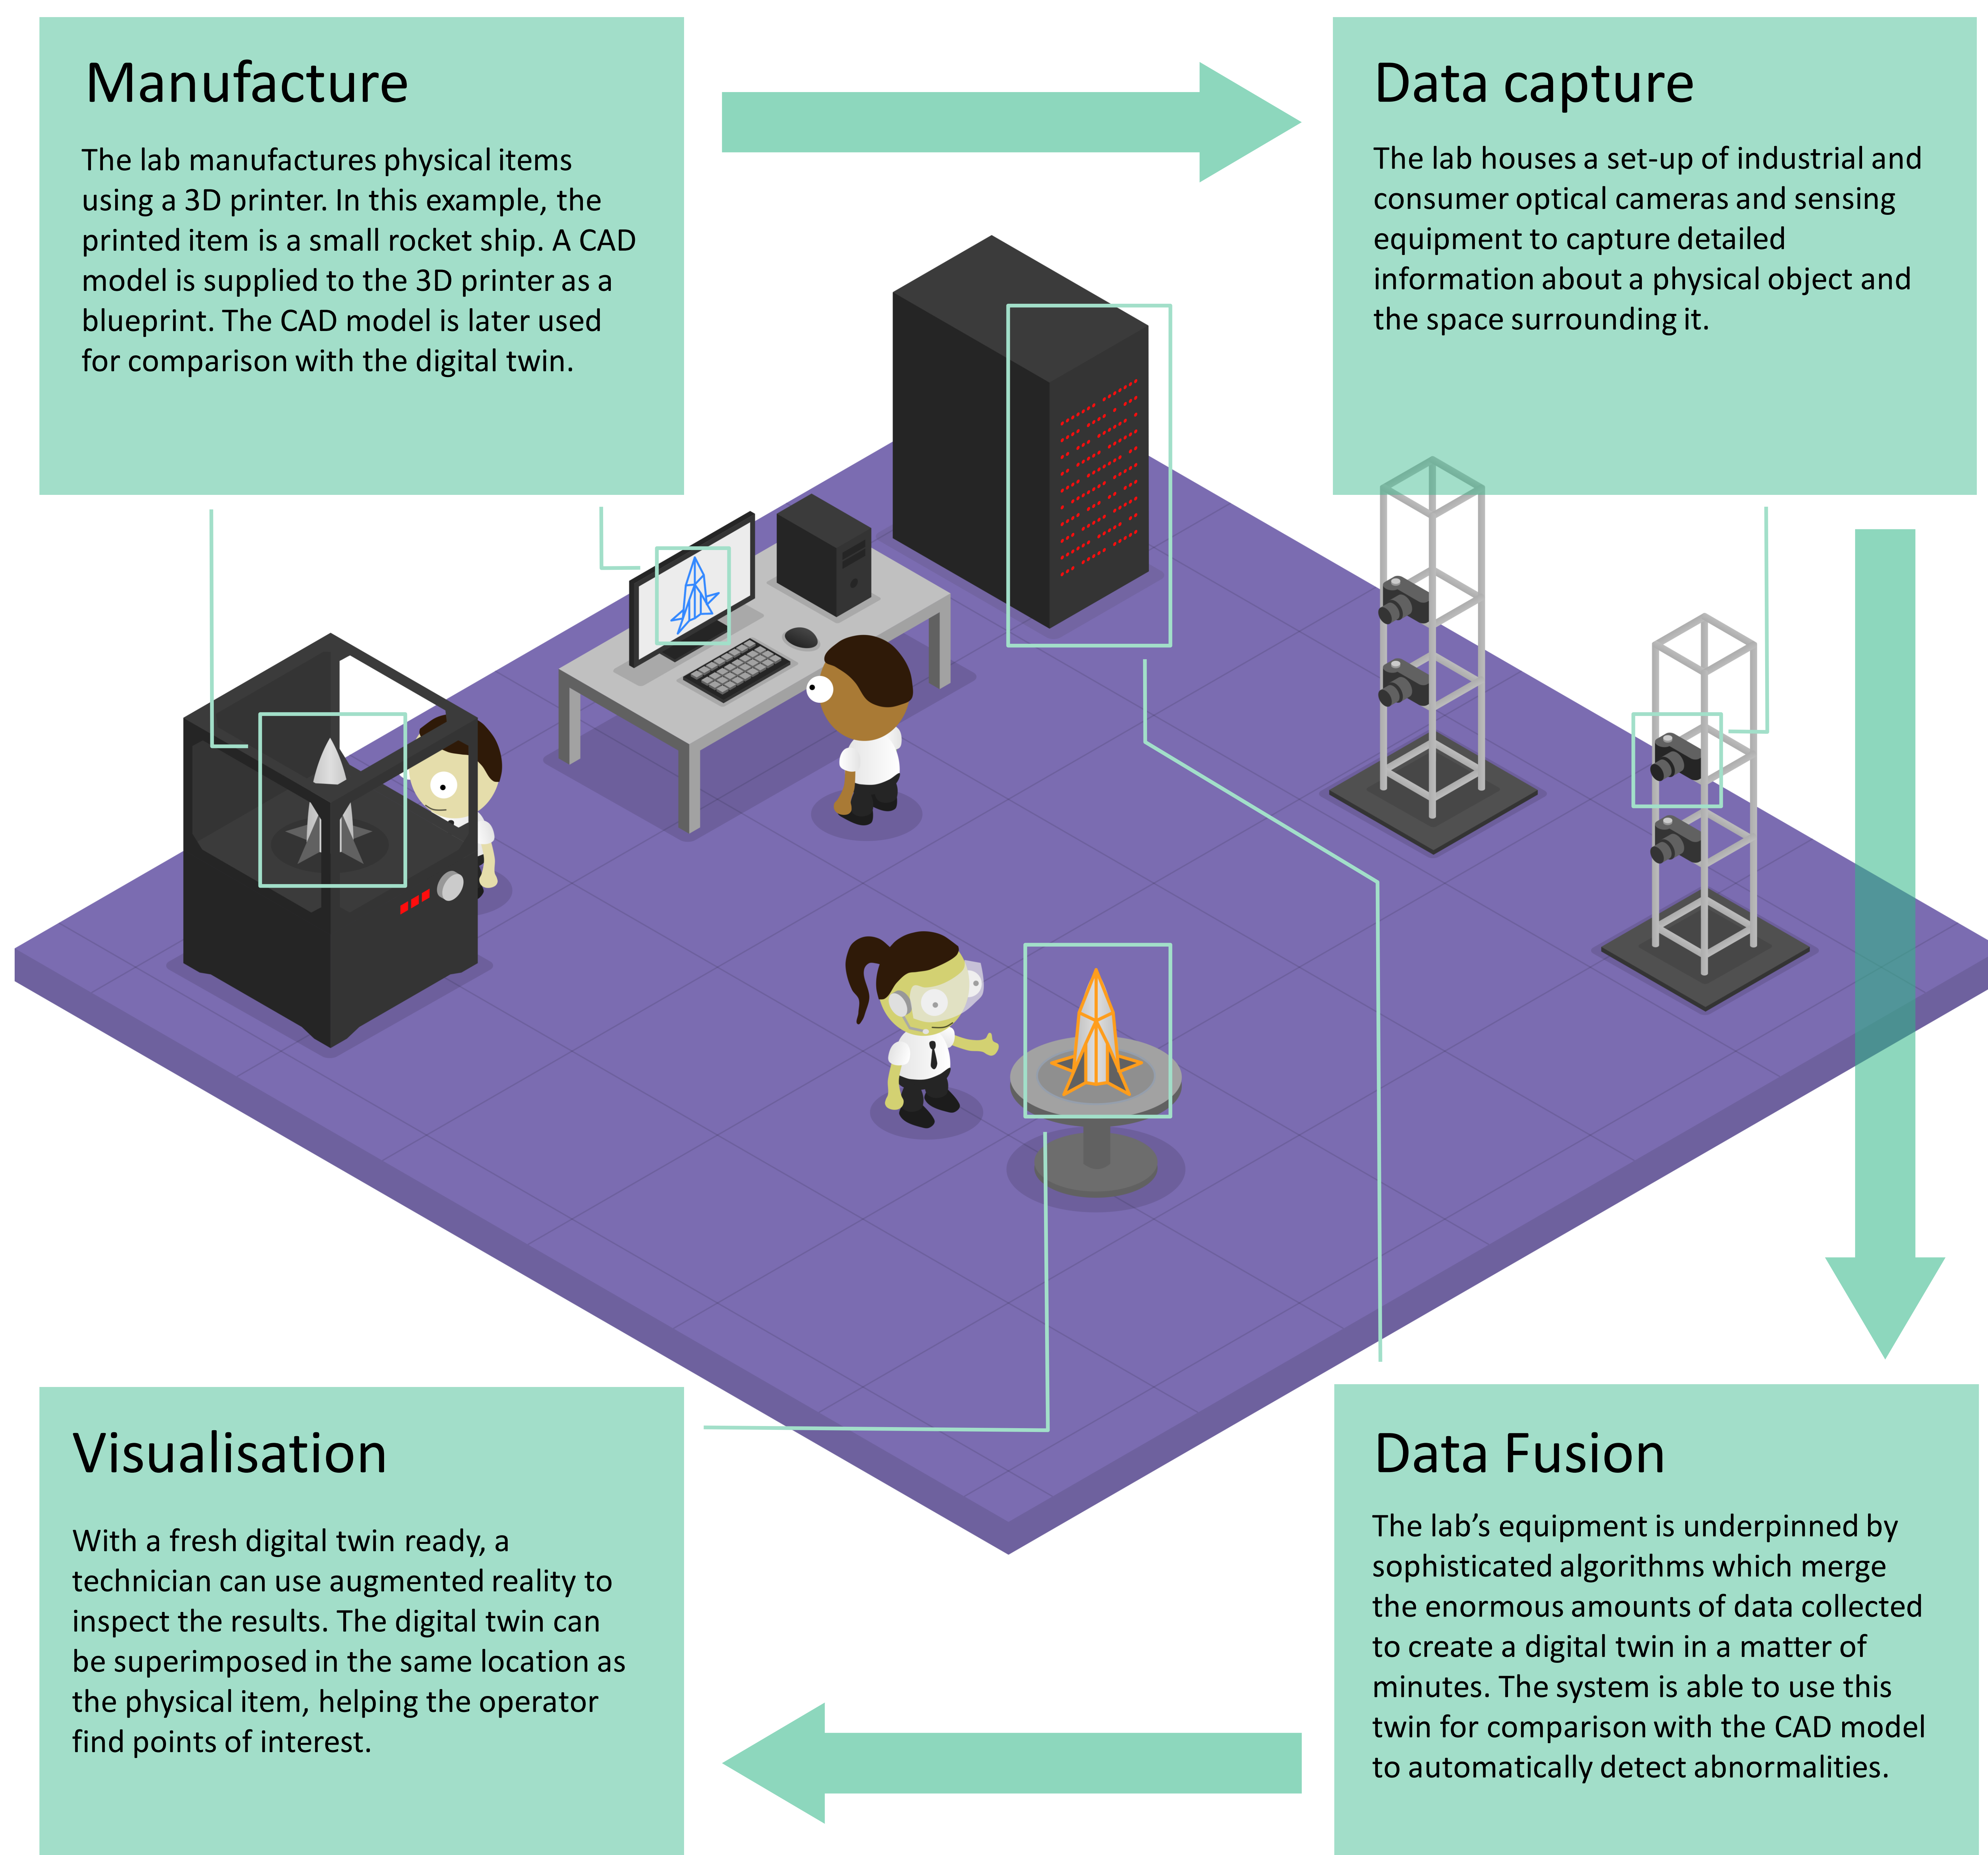 Manufacture
The lab manufactures physical items
using a 3D printer. In this example, the
printed item is a small rocket ship. A CAD
model is supplied to the 3D printer as a
blueprint. The CAD model is later used
for comparison with the digital twin.
Data capture
The lab houses a set-up of industrial and
consumer optical cameras and sensing
equipment to capture detailed
information about a physical object and
the space surrounding it.
Visualisation
With a fresh digital twin ready, a
technician can use augmented reality to
inspect the results. The digital twin can
be superimposed in the same location as
the physical item, helping the operator
find points of interest.
Data Fusion
The lab’s equipment is underpinned by
sophisticated algorithms which merge
the enormous amounts of data collected
to create a digital twin in a matter of
minutes. The system is able to use this
twin for comparison with the CAD model
to automatically detect abnormalities.